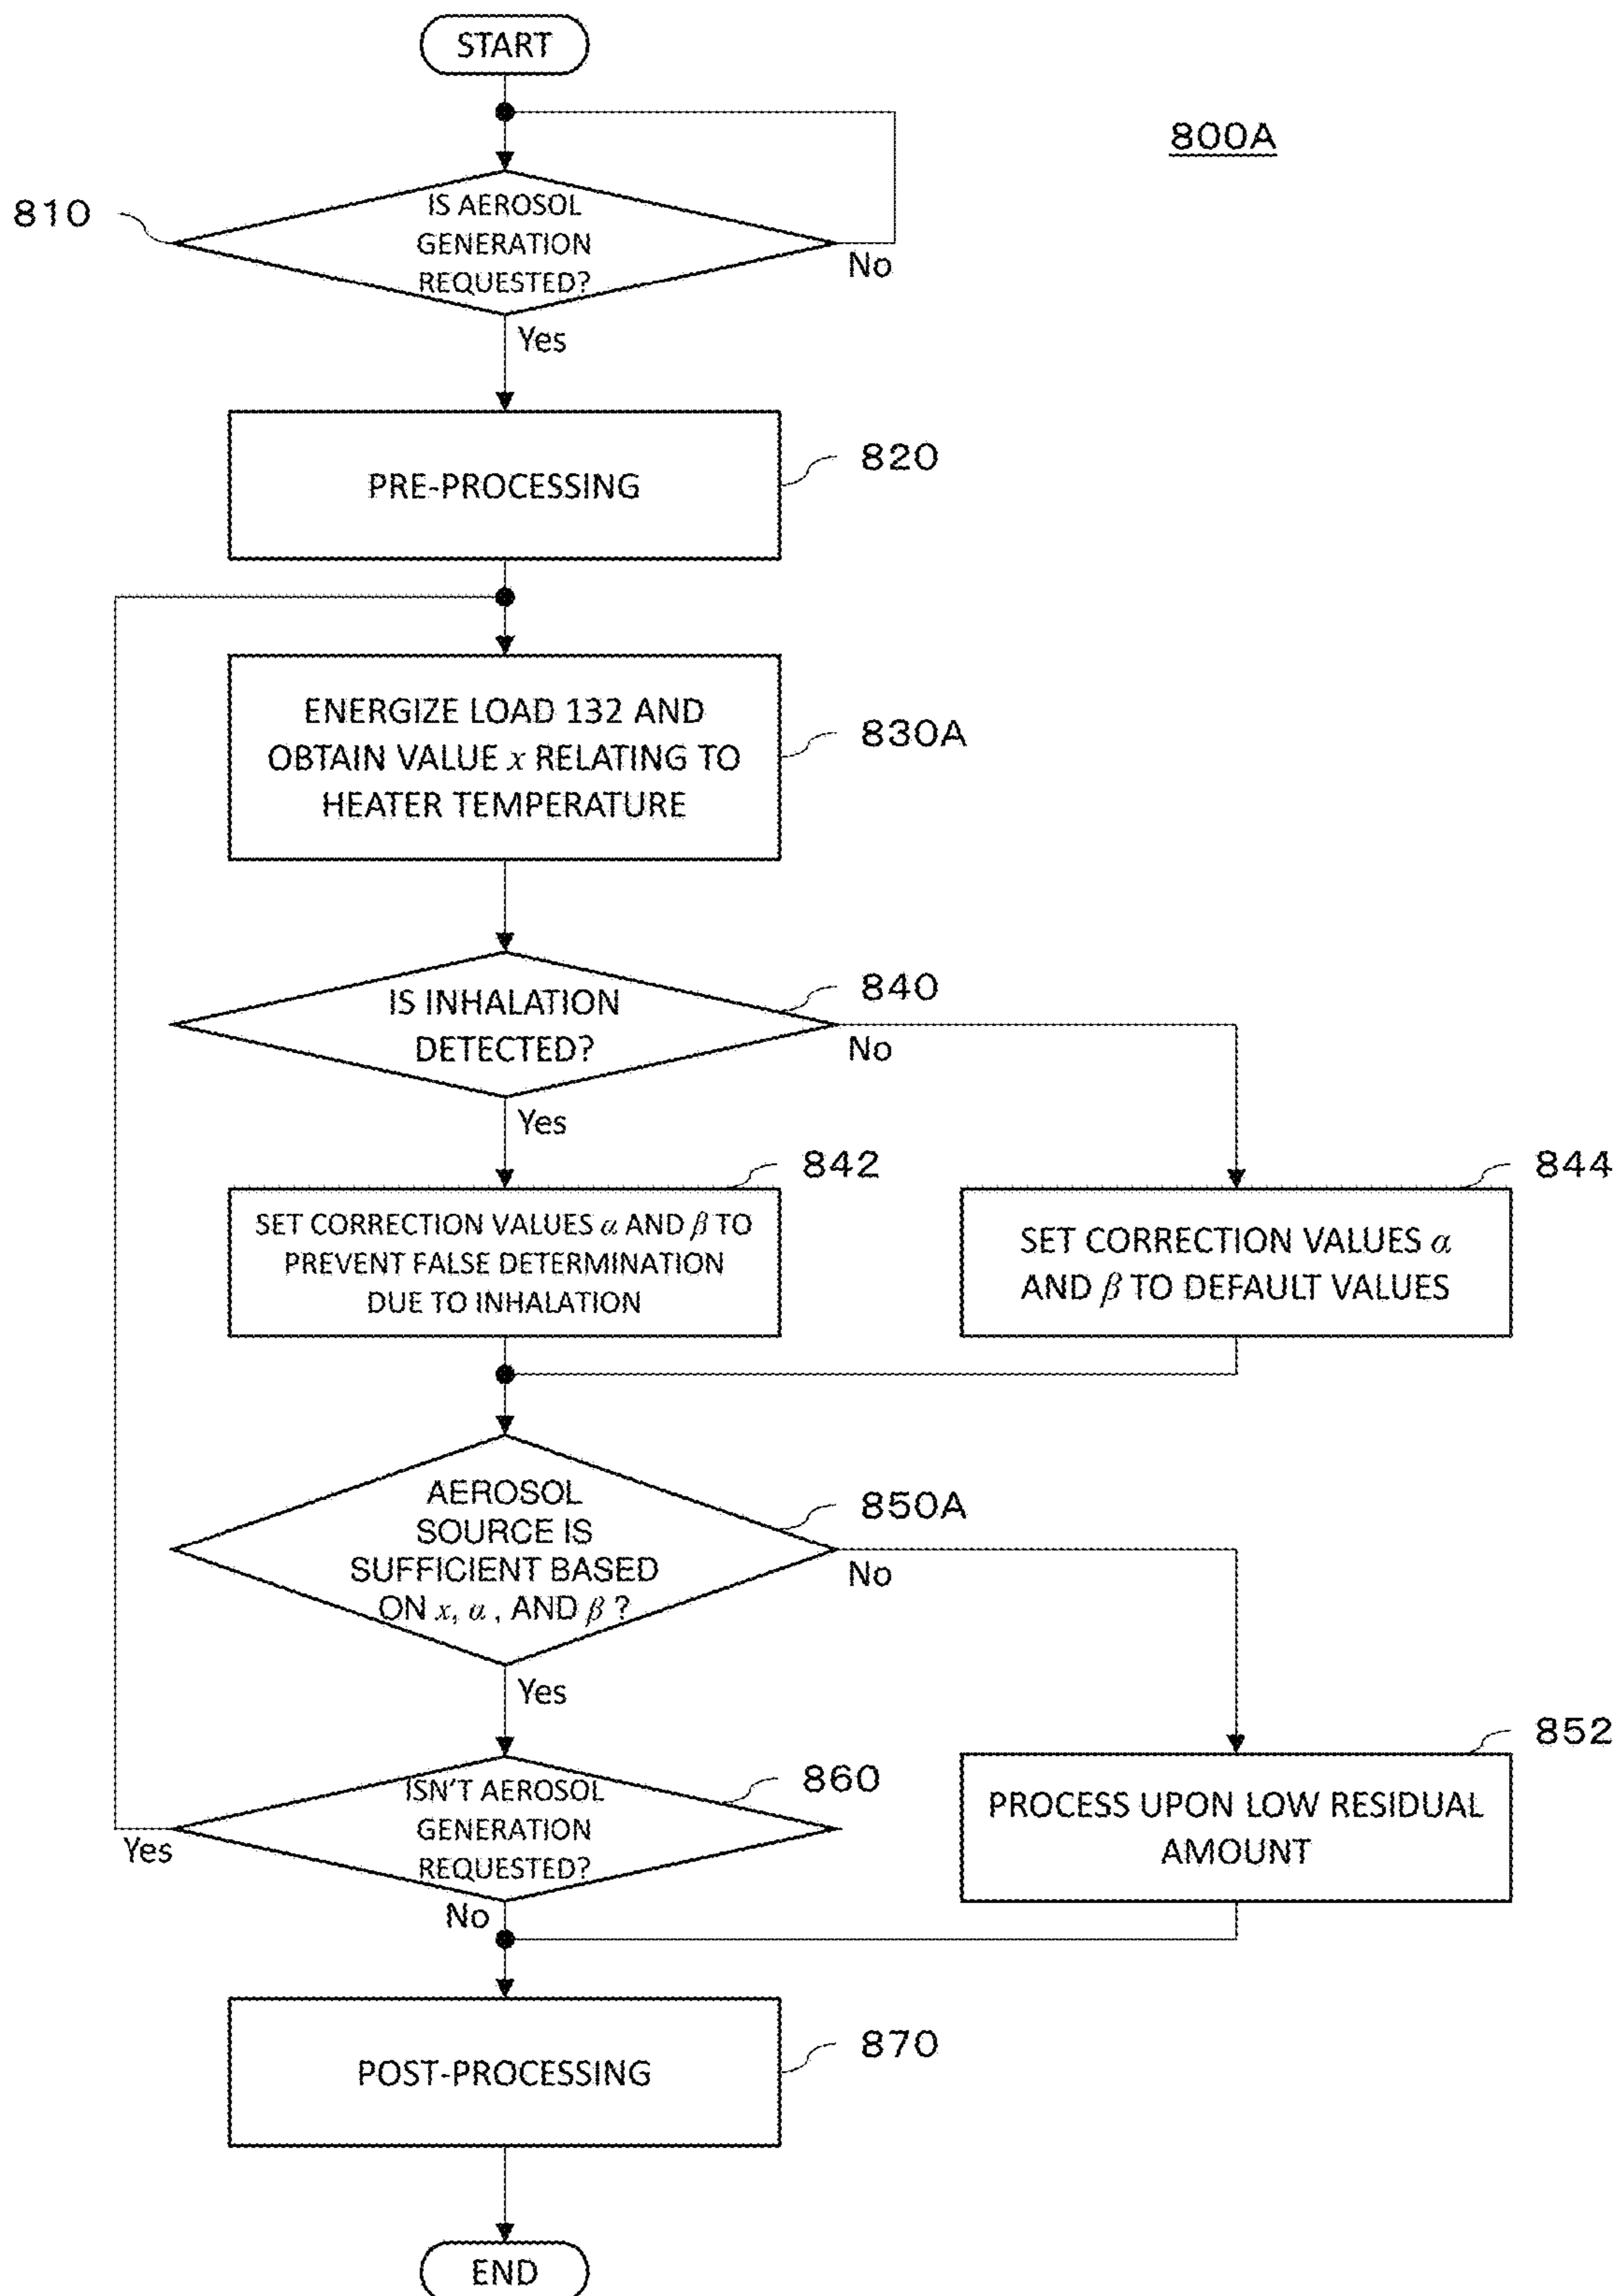 START
800A
810
IS AEROSOL
GENERATION
REQUESTED?
No
Yes
820
PRE-PROCESSING
ENERGIZE LOAD 132 AND
OBTAIN VALUE x RELATING TO
HEATER TEMPERATURE
830A
840
IS INHALATION
DETECTED?
No
Yes
842
844
SET CORRECTION VALUES α AND β TO
PREVENT FALSE DETERMINATION
DUE TO INHALATION
SET CORRECTION VALUES α
AND β TO DEFAULT VALUES
AEROSOL
SOURCE IS
SUFFICIENT BASED
ON x, α , AND β ?
850A
No
Yes
852
860
ISN'T AEROSOL
GENERATION
REQUESTED?
Yes
No
PROCESS UPON LOW RESIDUAL
AMOUNT
POST-PROCESSING
870
END